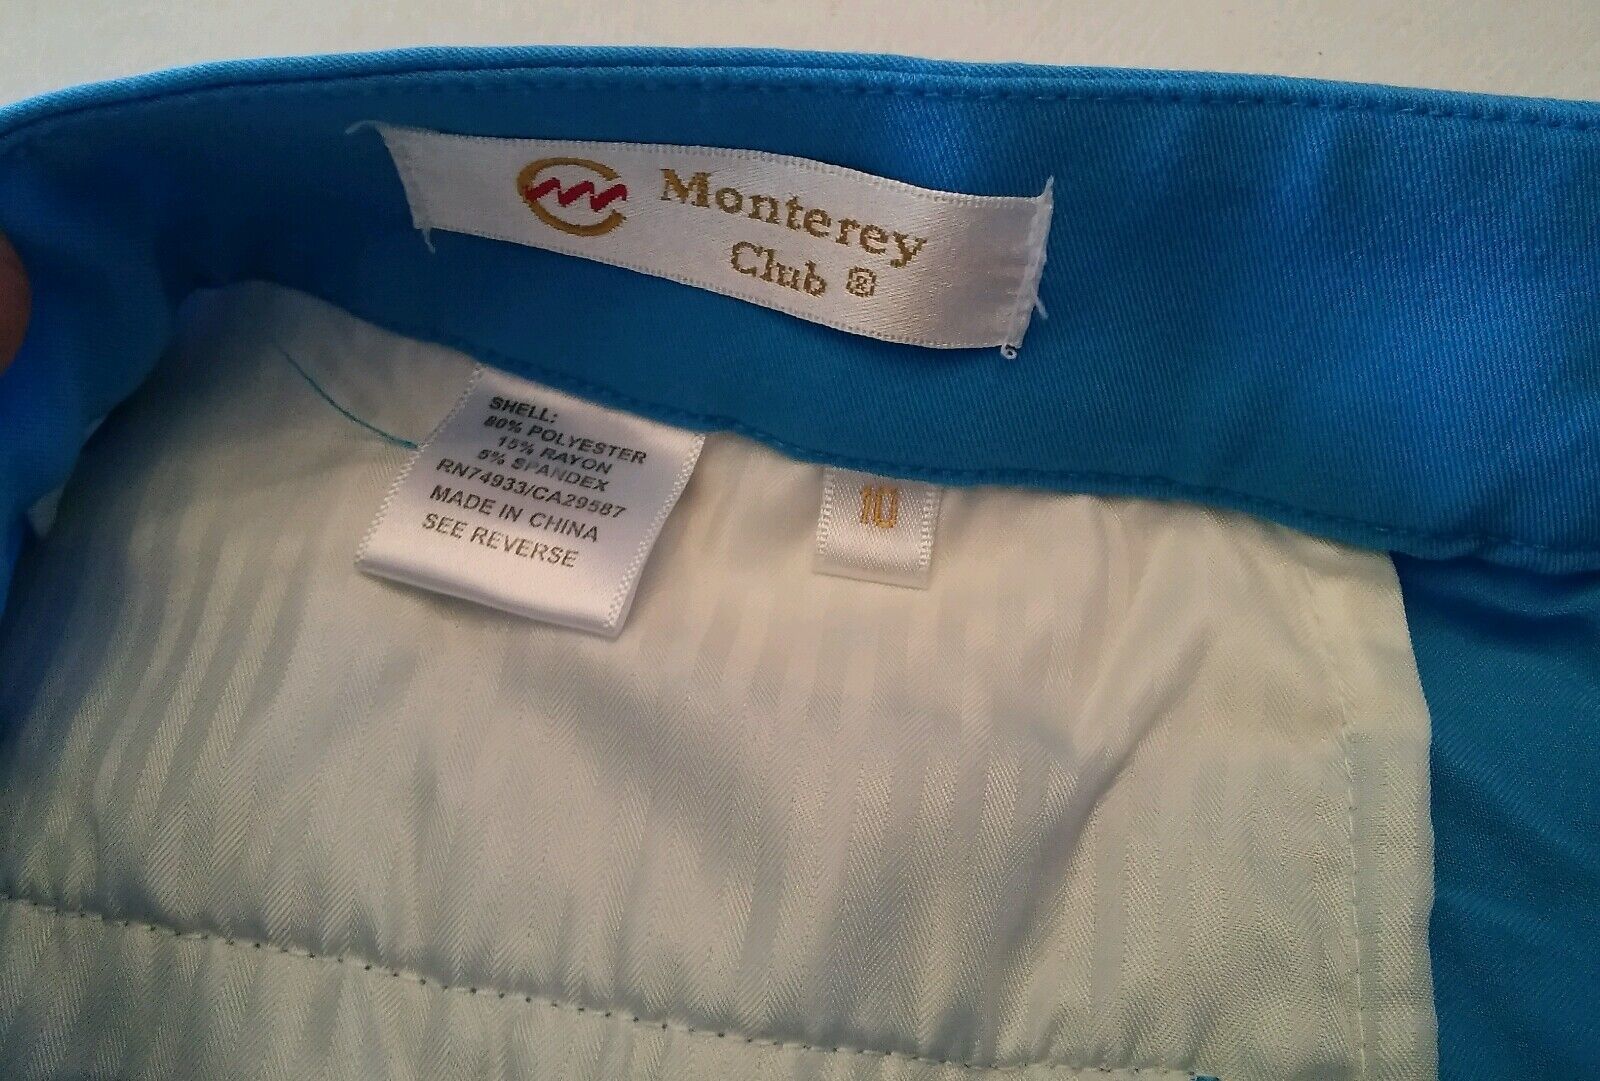 Monterey
Club ®
SHELL:
80% POLYESTER
15% RAYON
5% SPANDEX
RN74933/CA29587
MADE IN CHINA
SEE REVERSE
10